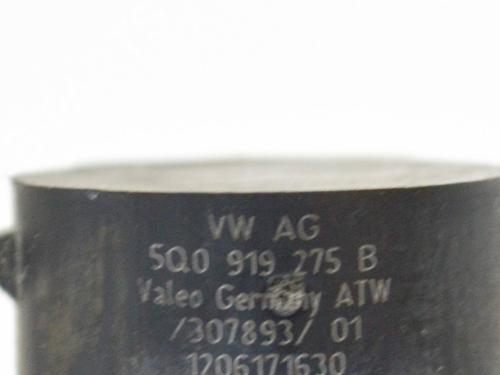 VW AG
5Q0 919 275 B
Valeo Germany ATW
/307893/ 01
1206171630